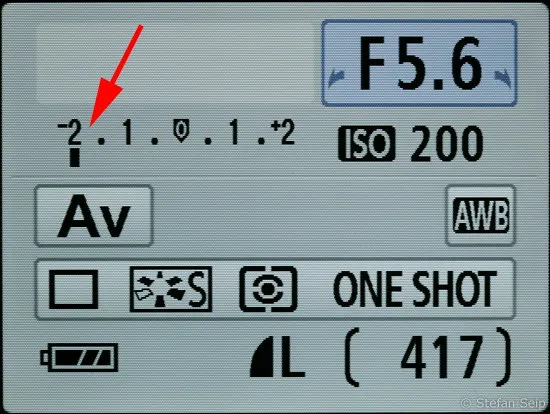 F5.6
-2 . 1 . 0 . 1 . +2
ISO 200
Av
AWB
S ONE SHOT
L (417)
© Stefan Seip